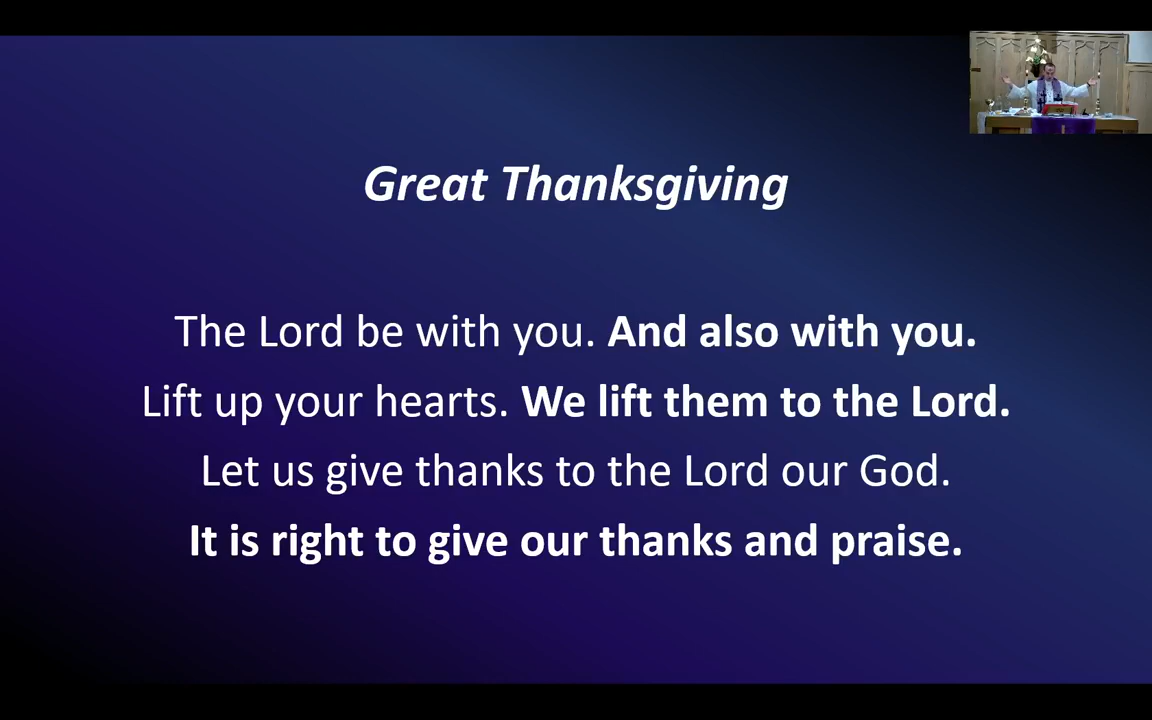 Great Thanksgiving
The Lord be with you. And also with you.
Lift up your hearts. We lift them to the Lord.
Let us give thanks to the Lord our God.
It is right to give our thanks and praise.